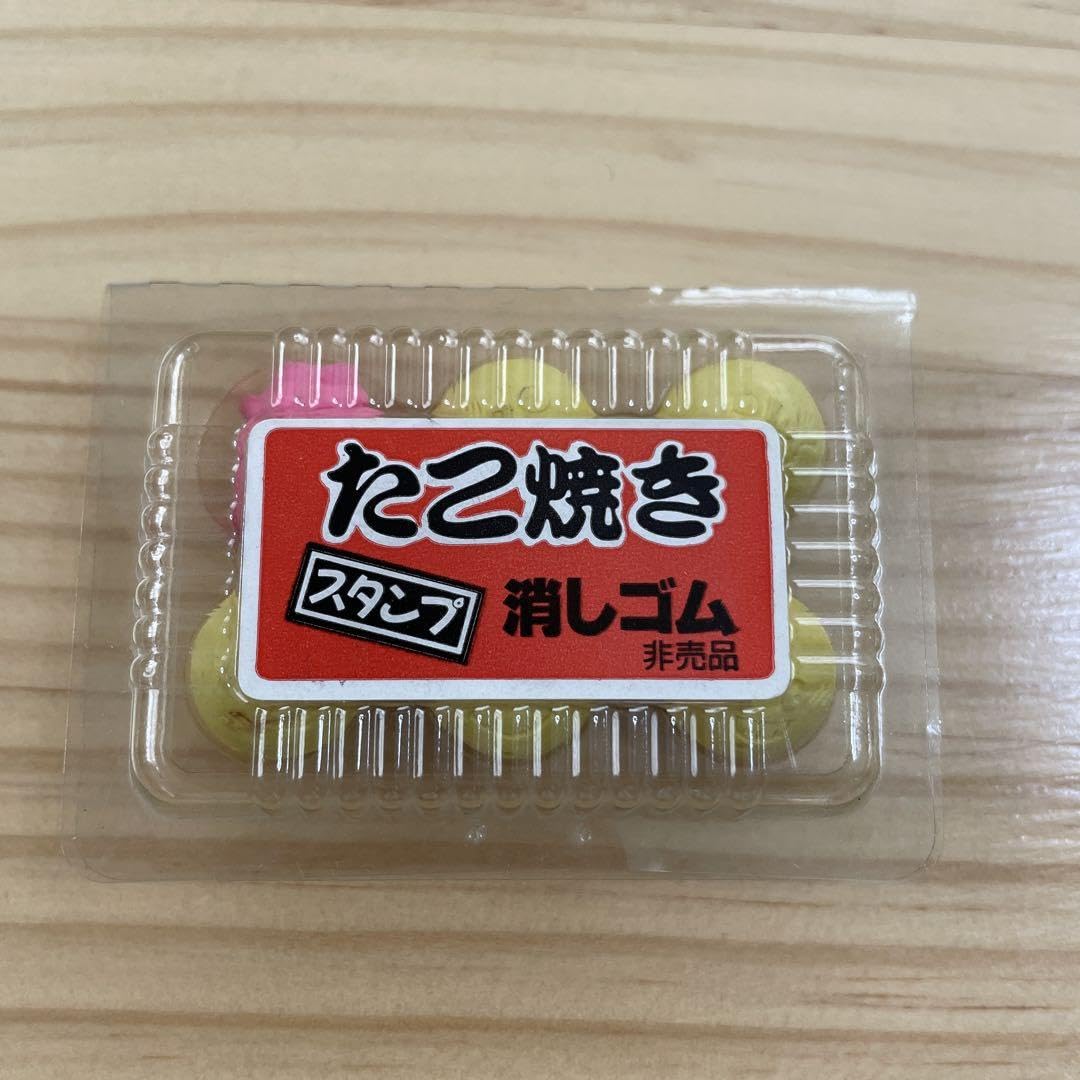 たこ焼き
スタンプ
消しゴム
非売品